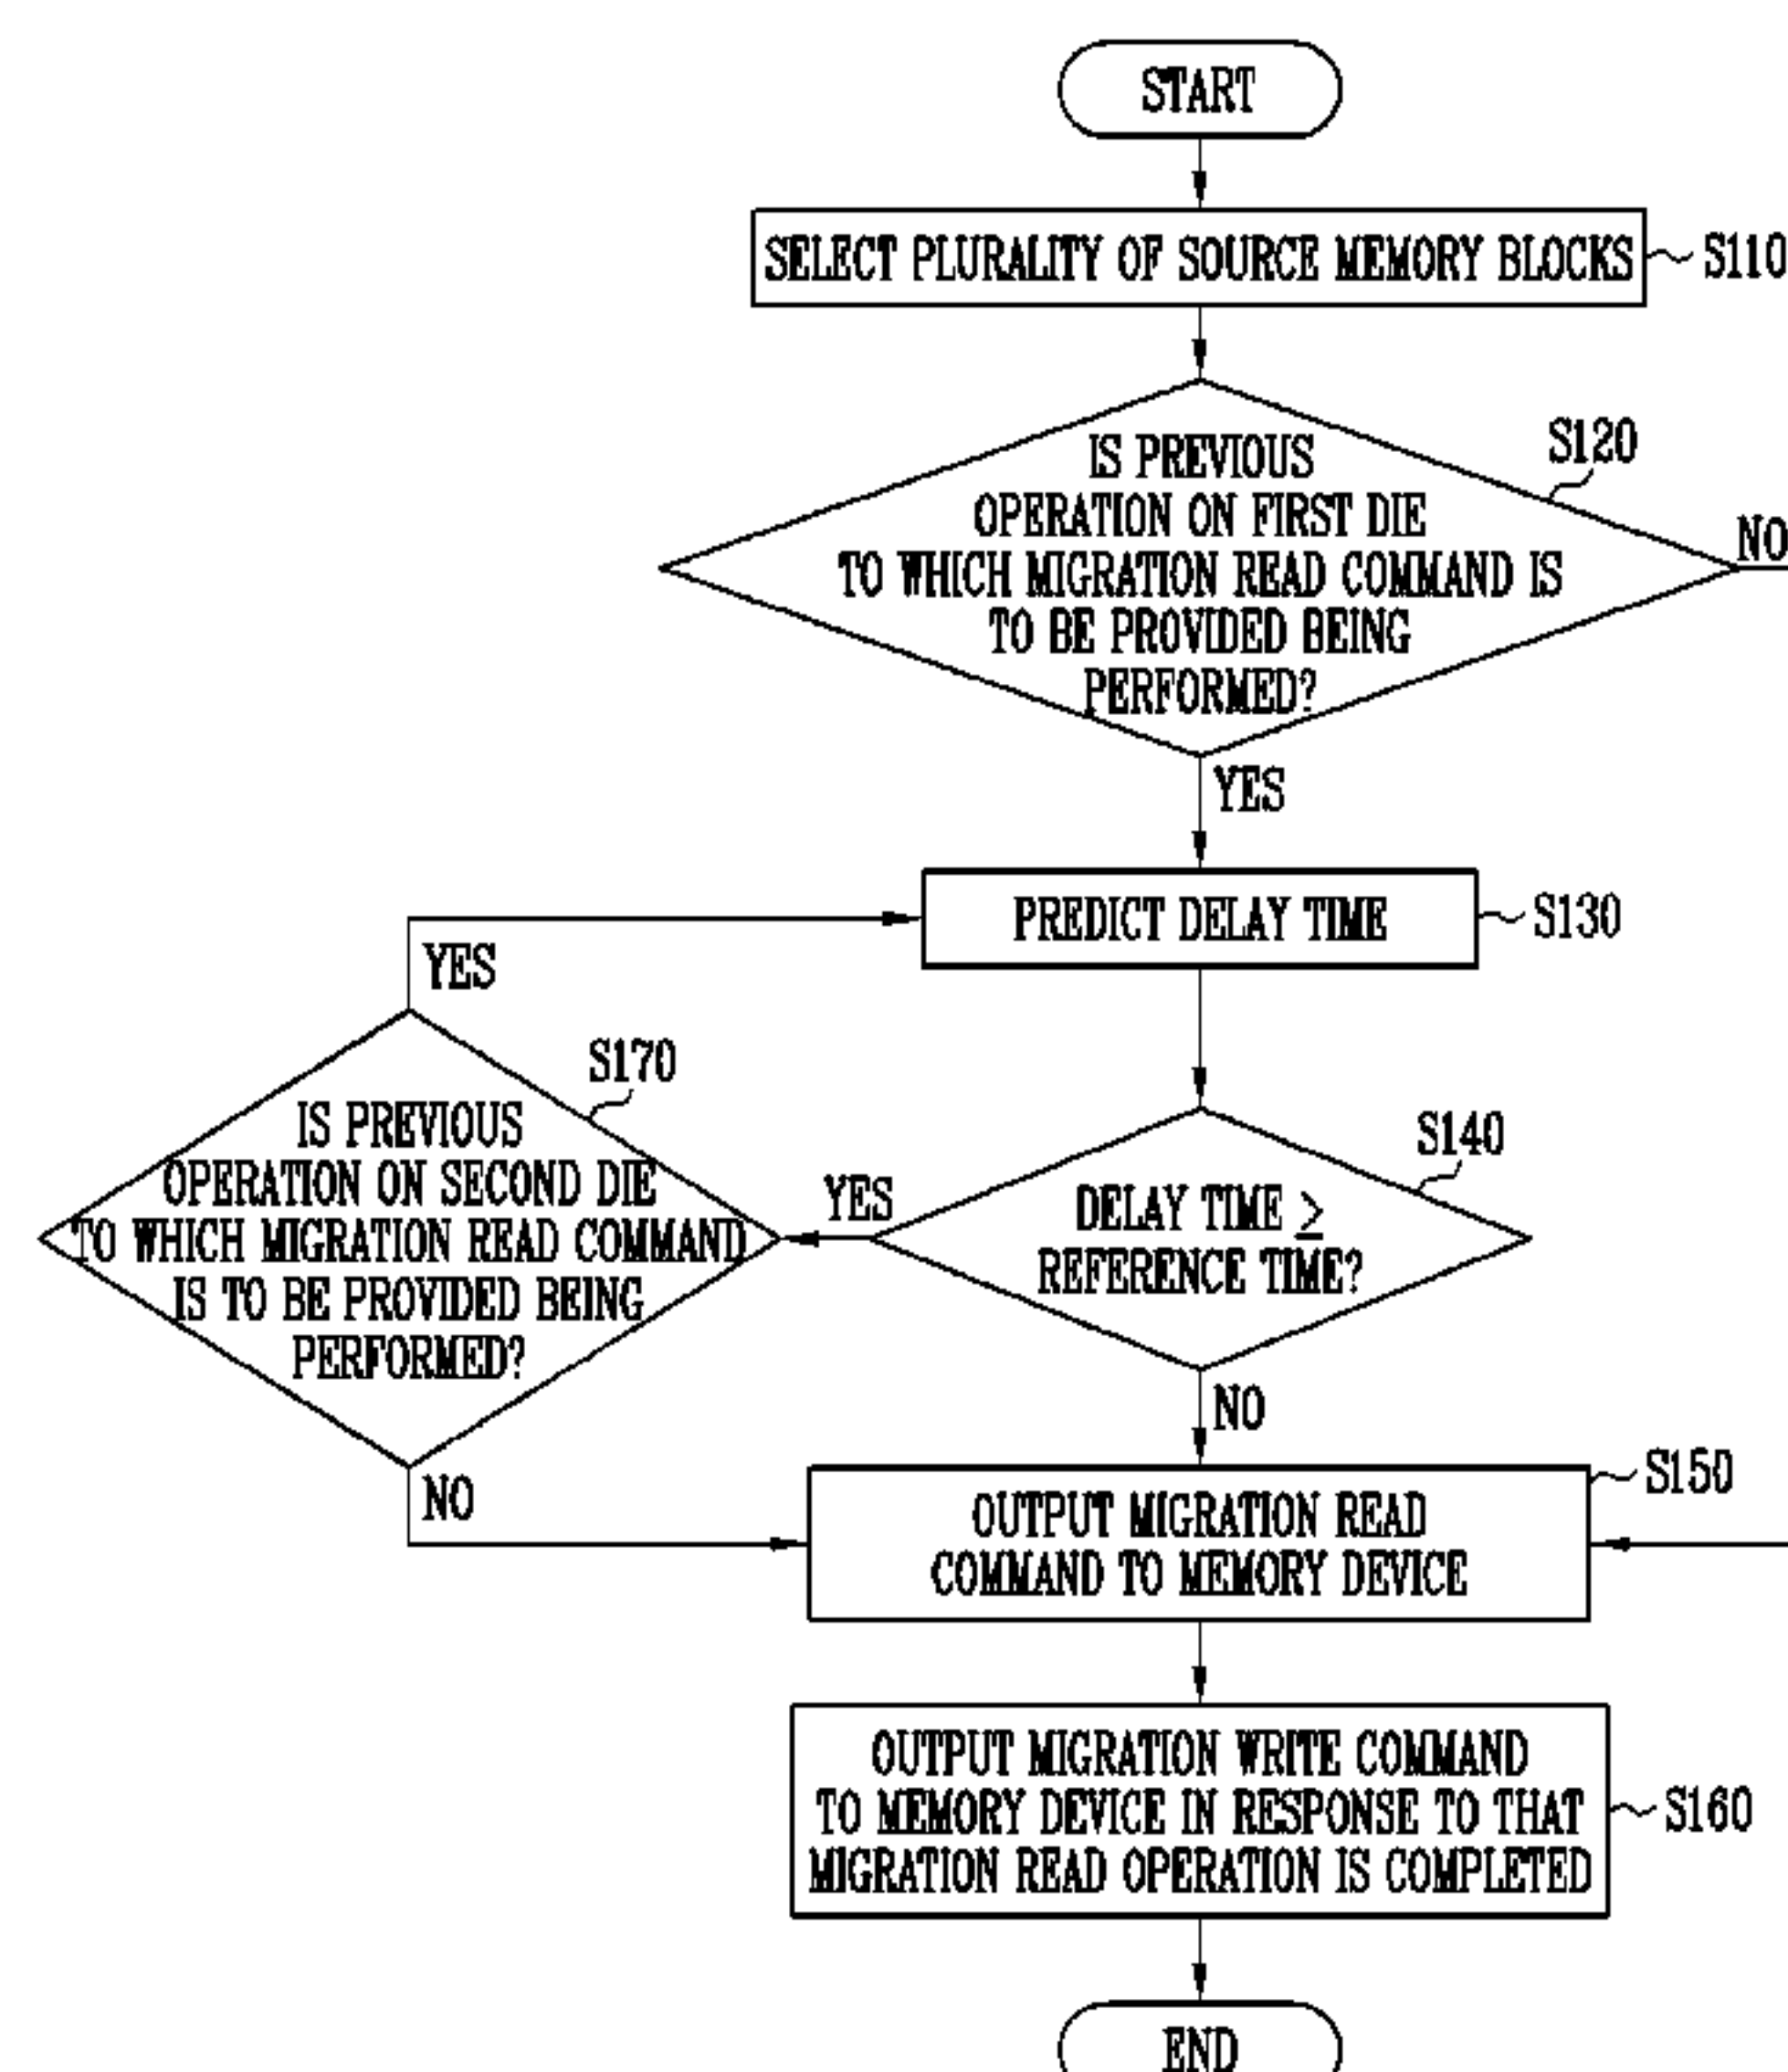 START
SELECT PLURALITY OF SOURCE MEMORY BLOCKS
S110
S120
IS PREVIOUS
OPERATION ON FIRST DIE
TO WHICH MIGRATION READ COMMAND IS
TO BE PROVIDED BEING
PERFORMED?
NO
YES
PREDICT DELAY TIME
S130
YES
S170
IS PREVIOUS
OPERATION ON SECOND DIE
TO WHICH MIGRATION READ COMMAND
IS TO BE PROVIDED BEING
PERFORMED?
YES
S140
DELAY TIME ≥
REFERENCE TIME?
NO
NO
S150
OUTPUT MIGRATION READ
COMMAND TO MEMORY DEVICE
OUTPUT MIGRATION WRITE COMMAND
TO MEMORY DEVICE IN RESPONSE TO THAT
MIGRATION READ OPERATION IS COMPLETED
S160
END